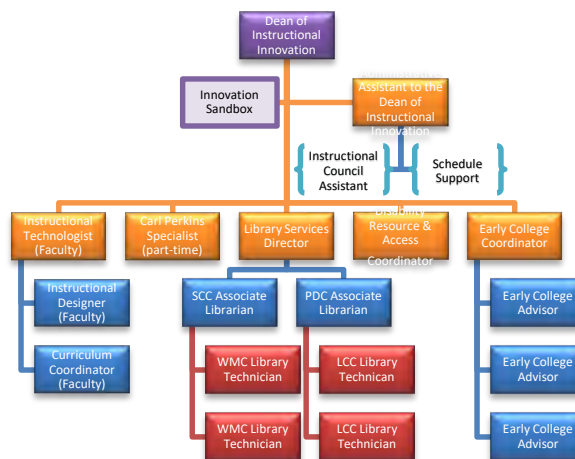 Dean of
Instructional
Innovation
Innovation
Sandbox
Administrative
Assistant to the
Dean of
Instructional
Innovation
Instructional
Council
Assistant
Schedule
Support
Instructional
Technologist
(Faculty)
Carl Perkins
Specialist
(part-time)
Library Services
Director
Disability
Resource &
Access
Coordinator
Early College
Coordinator
Instructional
Designer
(Faculty)
SCC Associate
Librarian
PDC Associate
Librarian
Early College
Advisor
Curriculum
Coordinator
(Faculty)
WMC Library
Technician
LCC Library
Technican
Early College
Advisor
WMC Library
Technician
LCC Library
Technician
Early College
Advisor